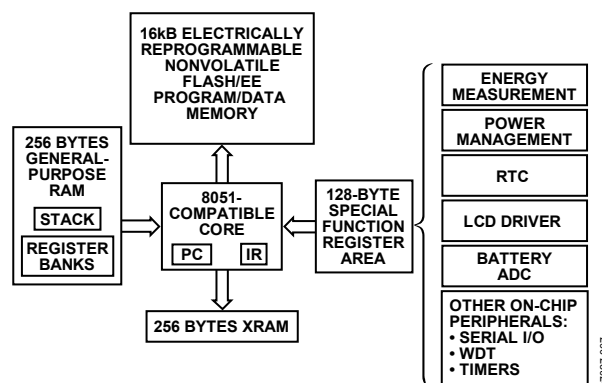 16kB ELECTRICALLY
REPROGRAMMABLE
NONVOLATILE
FLASH/EE
PROGRAM/DATA
MEMORY
256 BYTES
GENERAL-
PURPOSE
RAM
STACK
REGISTER
BANKS
8051-
COMPATIBLE
CORE
PC
IR
256 BYTES XRAM
128-BYTE
SPECIAL
FUNCTION
REGISTER
AREA
ENERGY
MEASUREMENT
POWER
MANAGEMENT
RTC
LCD DRIVER
BATTERY
ADC
OTHER ON-CHIP
PERIPHERALS:
• SERIAL I/O
• WDT
• TIMERS